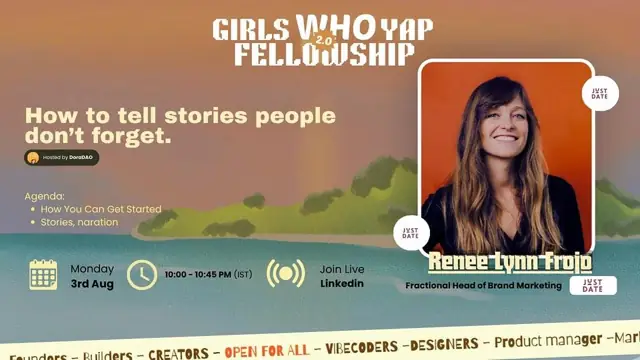 GIRLS WHO YAP
2.0
FELLOWSHIP
How to tell stories people
don't forget.
Hosted by DoraDAO
Agenda:
• How You Can Get Started
• Stories, naration
Monday
3rd Aug
10:00 - 10:45 PM (IST)
Join Live
Linkedin
JUST
DATE
JUST
DATE
Renee Lynn Frojo
Fractional Head of Brand Marketing
JUST
DATE
Founders – Builders – CREATORS – OPEN FOR ALL – VIBECODERS –DESIGNERS – Product manager –Mar